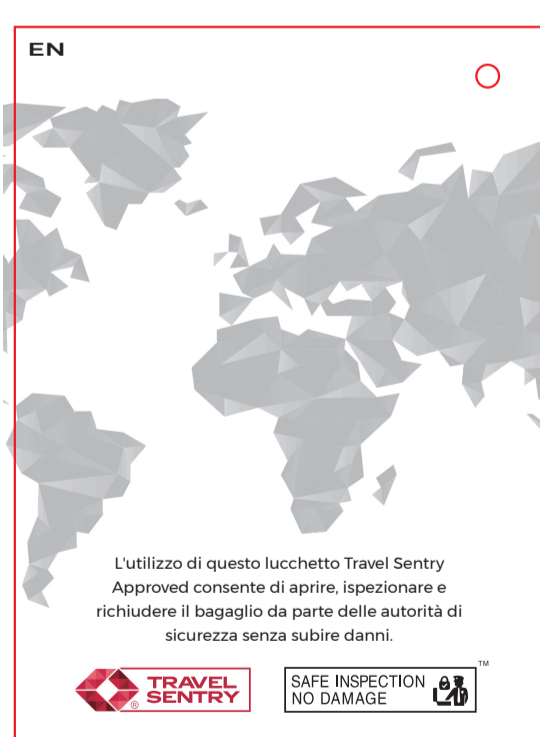 EN
L'utilizzo di questo lucchetto Travel Sentry
Approved consente di aprire, ispezionare e
richiudere il bagaglio da parte delle autorità di
sicurezza senza subire danni.
TRAVEL
SENTRY
®
SAFE INSPECTION
NO DAMAGE
TM